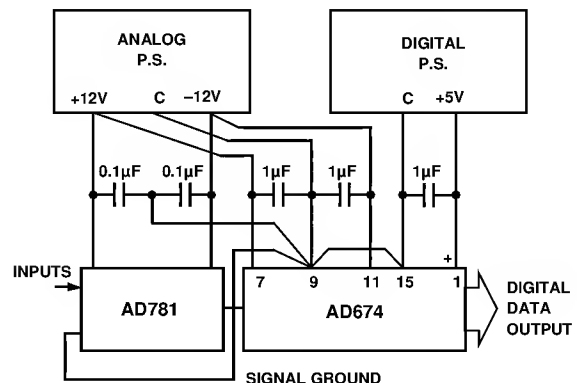 ANALOG
P.S.
DIGITAL
P.S.
+12V C –12V
C +5V
0.1µF 0.1µF 1µF 1µF 1µF
+
INPUTS
7 9 11 15 1
AD781
AD674
DIGITAL
DATA
OUTPUT
SIGNAL GROUND